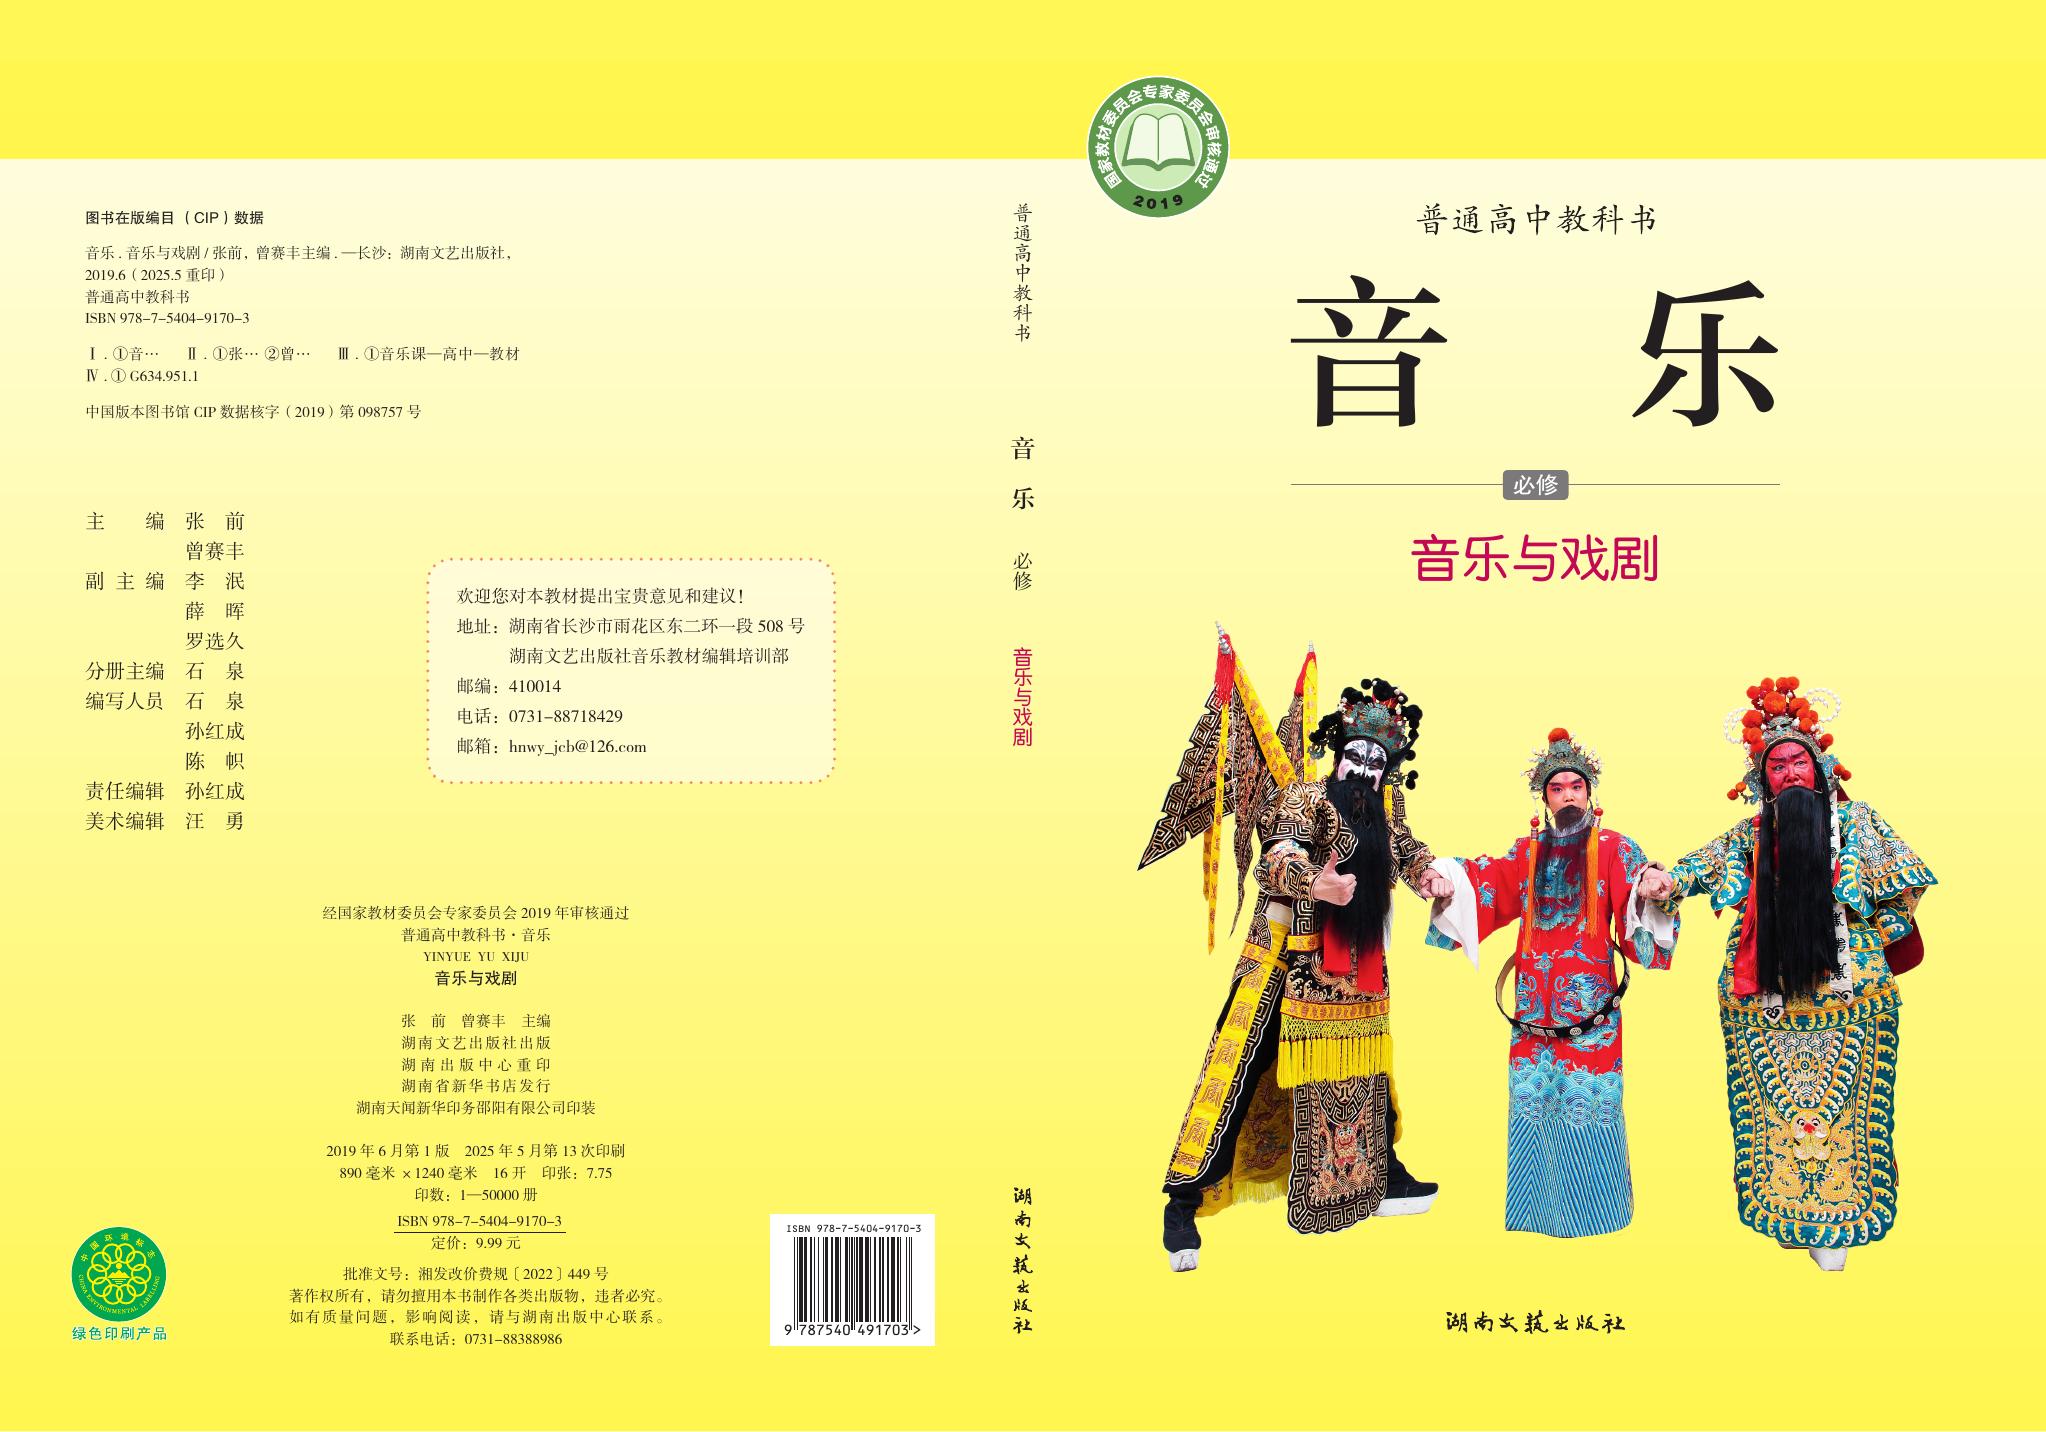 图书在版编目（CIP）数据
音乐．音乐与戏剧 / 张前，曾赛丰主编．—长沙：湖南文艺出版社，
2019.6（2025.5 重印）
普通高中教科书
ISBN 978-7-5404-9170-3
Ⅰ．①音… Ⅱ．①张… ②曾… Ⅲ．①音乐课—高中—教材
Ⅳ．① G634.951.1
中国版本图书馆 CIP 数据核字（2019）第 098757 号
主　编　张　前
曾赛丰
副 主 编　李　泯
薛　晖
罗选久
分册主编　石　泉
编写人员　石　泉
孙红成
陈　帜
责任编辑　孙红成
美术编辑　汪　勇
欢迎您对本教材提出宝贵意见和建议！
地址：湖南省长沙市雨花区东二环一段 508 号
湖南文艺出版社音乐教材编辑培训部
邮编：410014
电话：0731-88718429
邮箱：hnwy_jcb@126.com
经国家教材委员会专家委员会 2019 年审核通过
普通高中教科书·音乐
YINYUE YU XIJU
音乐与戏剧
张　前　曾赛丰　主编
湖南文艺出版社出版
湖南出版中心重印
湖南省新华书店发行
湖南天闻新华印务邵阳有限公司印装
2019 年 6 月第 1 版　2025 年 5 月第 13 次印刷
890 毫米 ×1240 毫米　16 开　印张：7.75
印数：1—50000 册
ISBN 978-7-5404-9170-3
定价：9.99 元
批准文号：湘发改价费规〔2022〕449 号
著作权所有，请勿擅用本书制作各类出版物，违者必究。
如有质量问题，影响阅读，请与湖南出版中心联系。
联系电话：0731-88388986
中国环境标志
CHINA ENVIRONMENTAL LABELLING
绿色印刷产品
ISBN 978-7-5404-9170-3
9 787540 491703 >
普通高中教科书
音乐
必修
音乐与戏剧
湖南文艺出版社
国家教材委员会专家委员会审核通过
2019
普通高中教科书
音 乐
必修
音乐与戏剧
湖南文艺出版社